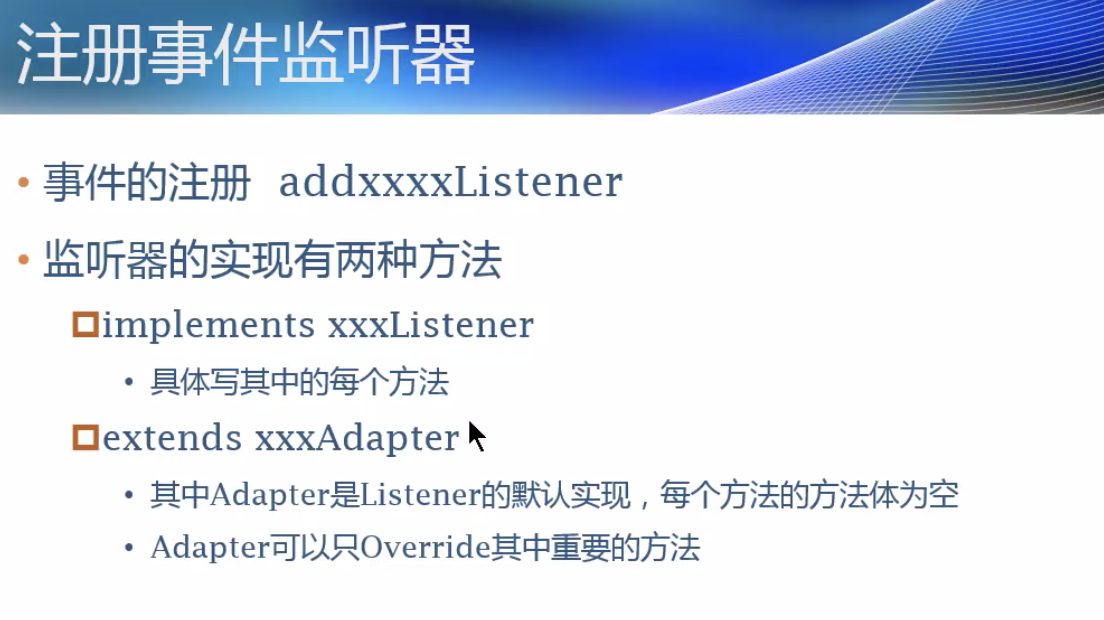 注册事件监听器
事件的注册 addxxxxListener
监听器的实现有两种方法
implements xxxListener
具体写其中的每个方法
extends xxxAdapter
其中Adapter是Listener的默认实现，每个方法的方法体为空
Adapter可以只Override其中重要的方法